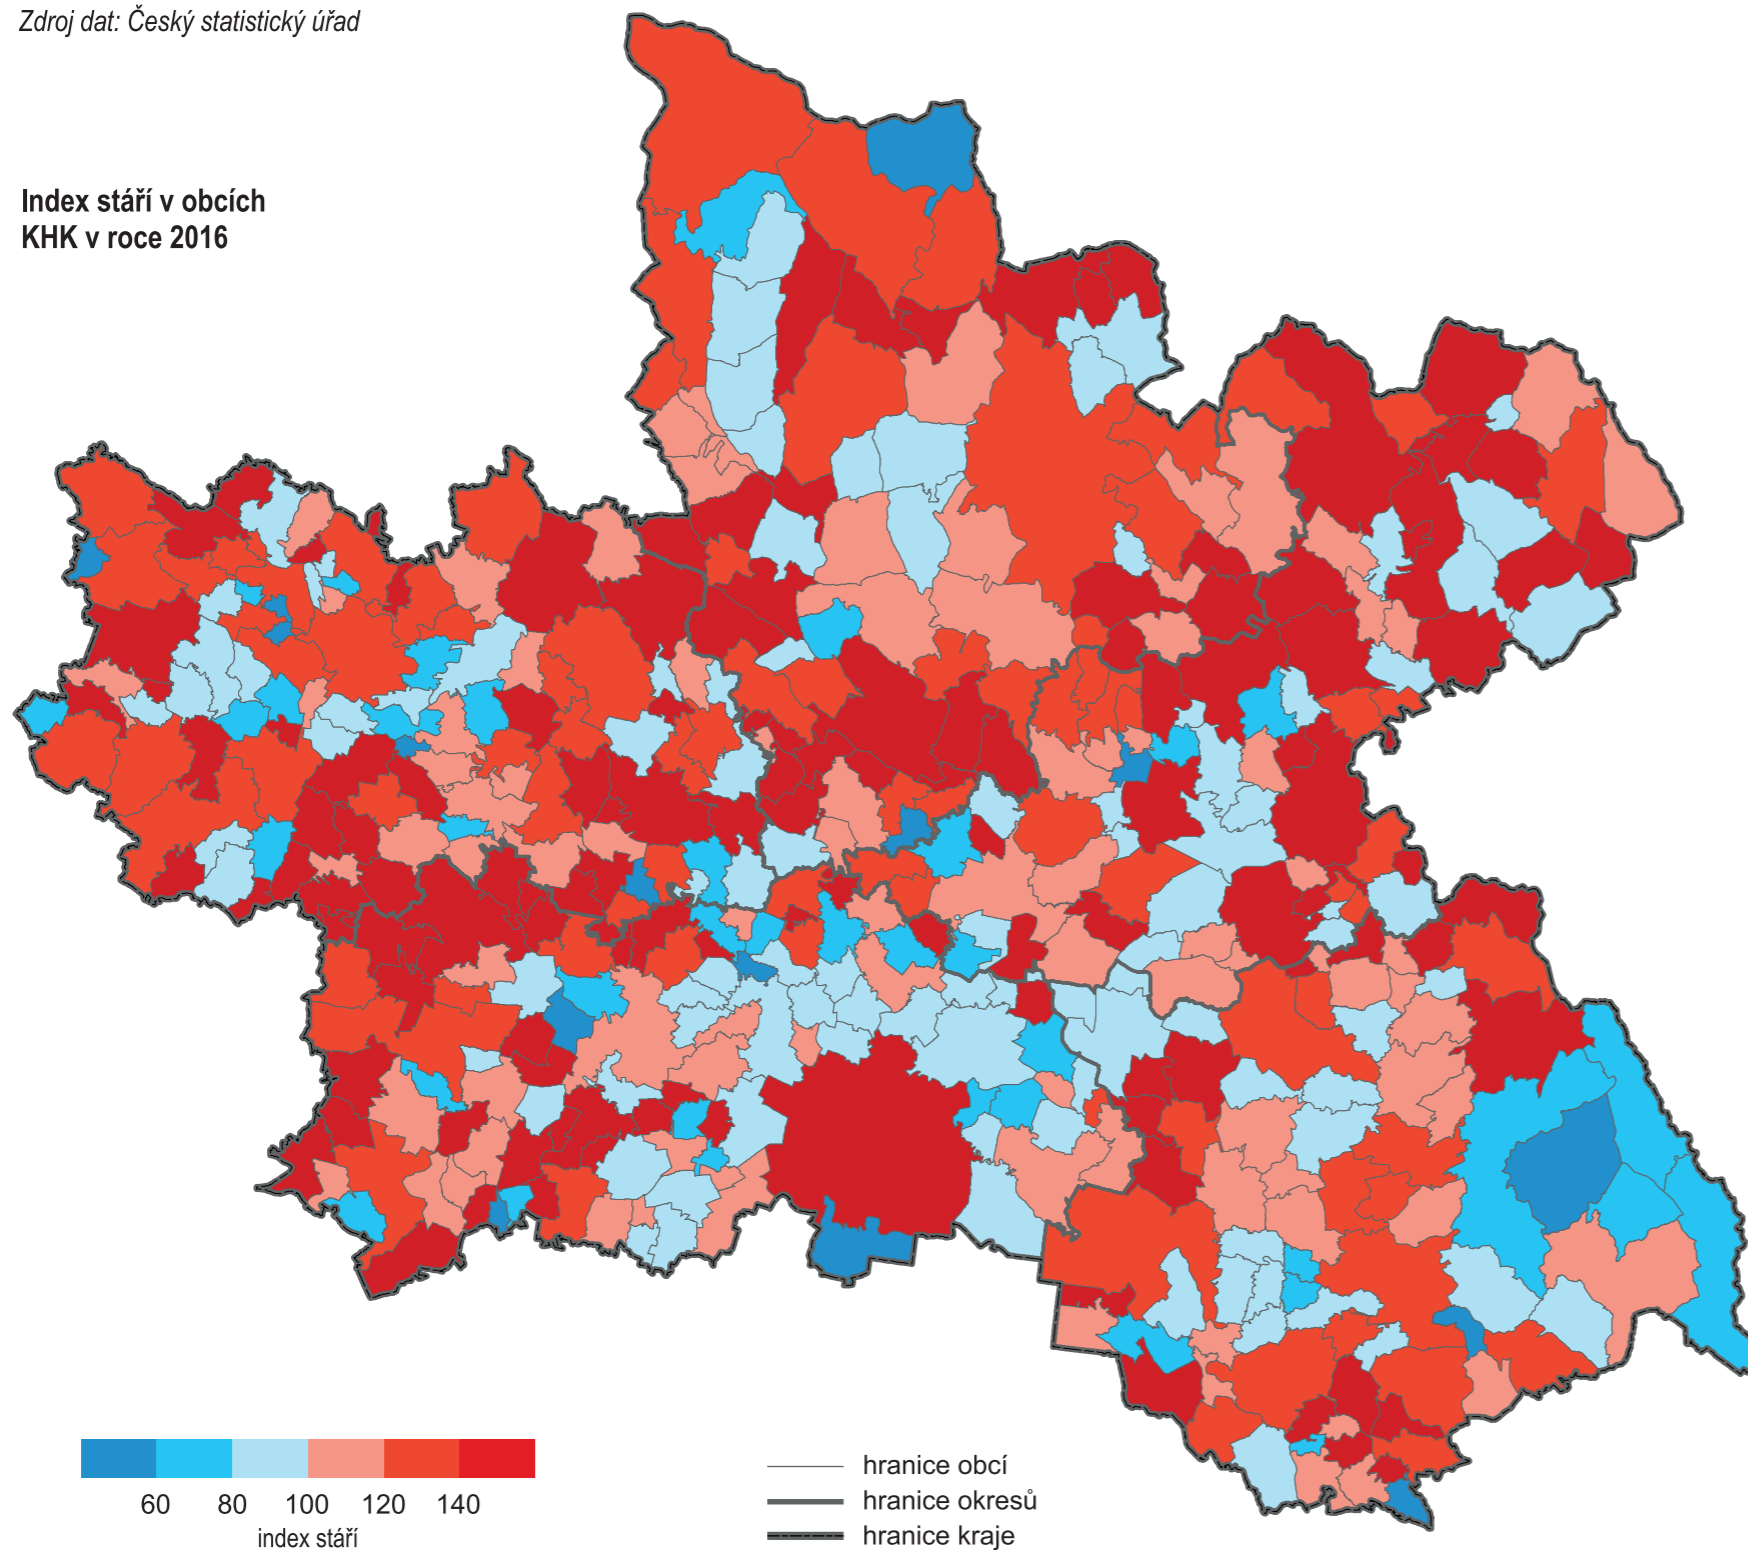 Zdroj dat: Český statistický úřad
Index stáří v obcích
KHK v roce 2016
60 80 100 120 140
index stáří
hranice obcí
hranice okresů
hranice kraje